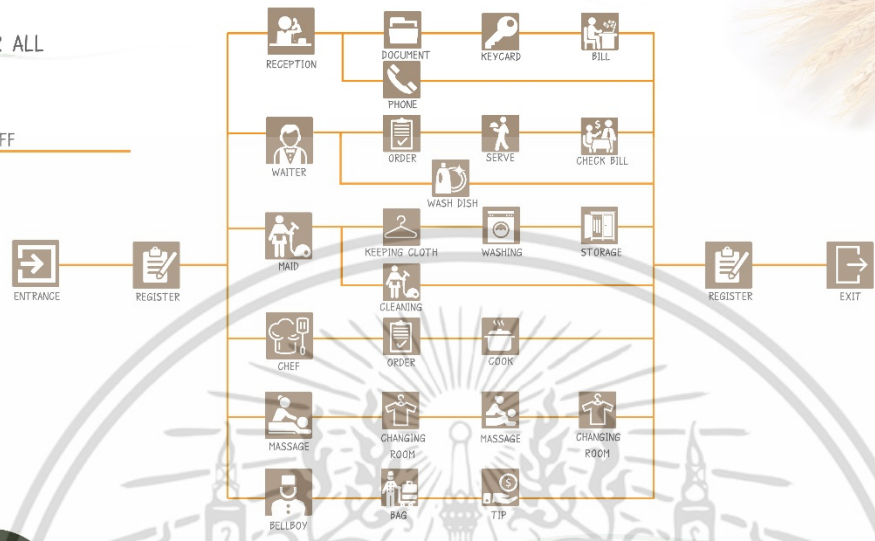 ALL
RECEPTION
DOCUMENT
KEYCARD
BILL
PHONE
WAITER
ORDER
SERVE
CHECK BILL
WASH DISH
MAID
KEEPING CLOTH
WASHING
STORAGE
CLEANING
ENTRANCE
REGISTER
REGISTER
EXIT
CHEF
ORDER
COOK
MASSAGE
CHANGING
ROOM
MASSAGE
CHANGING
ROOM
BELLBOY
BAG
TIP